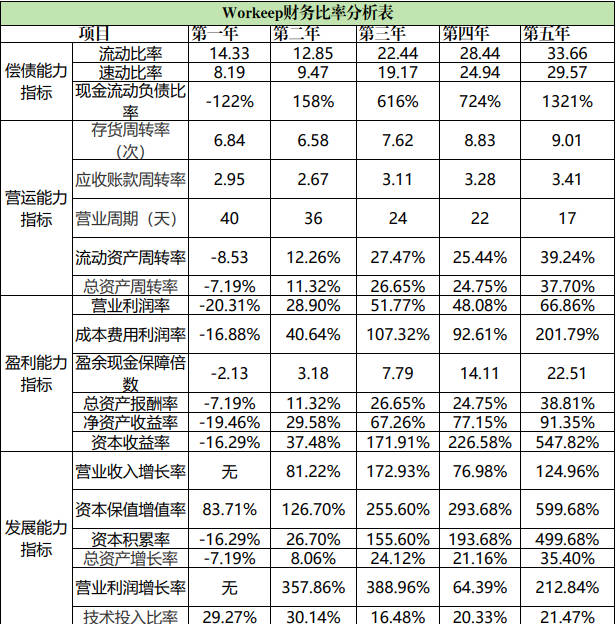 Workeep财务比率分析表
项目 第一年 第二年 第三年 第四年 第五年
偿债能力指标
流动比率 14.33 12.85 22.44 28.44 33.66
速动比率 8.19 9.47 19.17 24.94 29.57
现金流动负债比率 -122% 158% 616% 724% 1321%
营运能力指标
存货周转率（次） 6.84 6.58 7.62 8.83 9.01
应收账款周转率 2.95 2.67 3.11 3.28 3.41
营业周期（天） 40 36 24 22 17
流动资产周转率 -8.53 12.26% 27.47% 25.44% 39.24%
总资产周转率 -7.19% 11.32% 26.65% 24.75% 37.70%
盈利能力指标
营业利润率 -20.31% 28.90% 51.77% 48.08% 66.86%
成本费用利润率 -16.88% 40.64% 107.32% 92.61% 201.79%
盈余现金保障倍数 -2.13 3.18 7.79 14.11 22.51
总资产报酬率 -7.19% 11.32% 26.65% 24.75% 38.81%
净资产收益率 -19.46% 29.58% 67.26% 77.15% 91.35%
资本收益率 -16.29% 37.48% 171.91% 226.58% 547.82%
发展能力指标
营业收入增长率 无 81.22% 172.93% 76.98% 124.96%
资本保值增值率 83.71% 126.70% 255.60% 293.68% 599.68%
资本积累率 -16.29% 26.70% 155.60% 193.68% 499.68%
总资产增长率 -7.19% 8.06% 24.12% 21.16% 35.40%
营业利润增长率 无 357.86% 388.96% 64.39% 212.84%
技术投入比率 29.27% 30.14% 16.48% 20.33% 21.47%